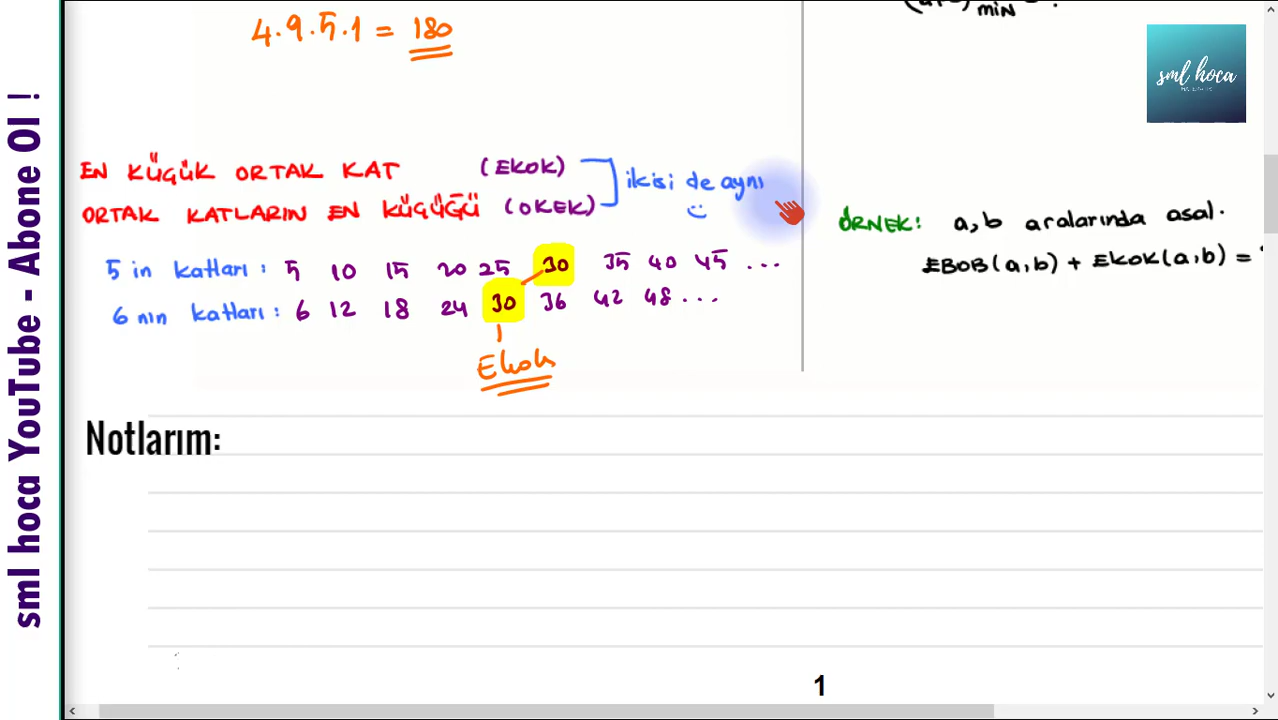 sml hoca YouTube - Abone Ol !
4.9.5.1 = 180
min
sml hoca
EN KÜÇÜK ORTAK KAT (EKOK)
ORTAK KATLARIN EN KÜÇÜĞÜ (OKEK)
ikisi de aynı
5 in katları : 5 10 15 20 25 30 35 40 45 ...
6 nın katları : 6 12 18 24 30 36 42 48 ...
Ekok
ÖRNEK: a,b aralarında asal.
EBOB(a,b) + EKOK(a,b) = ?
Notlarım:
1